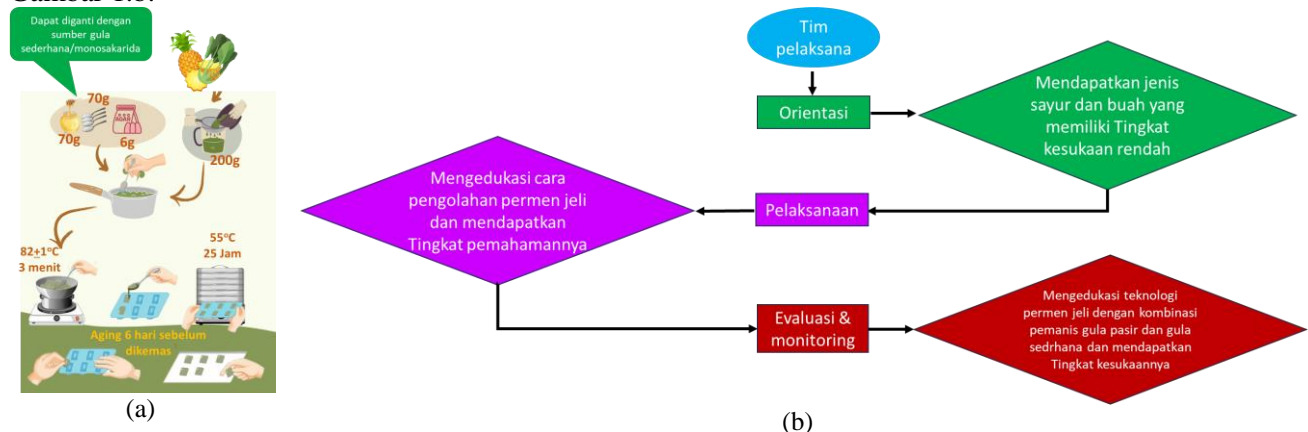 Dapat diganti dengan
sumber gula
sederhana/monosakarida
70g
70g
6g
200g
82+1°C
3 menit
55°C
25 Jam
Aging 6 hari sebelum
dikemas
(a)
Tim
pelaksana
Orientasi
Mendapatkan jenis
sayur dan buah yang
memiliki Tingkat
kesukaan rendah
Pelaksanaan
Mengedukasi cara
pengolahan permen jeli
dan mendapatkan
Tingkat pemahamannya
Evaluasi &
monitoring
Mengedukasi teknologi
permen jeli dengan kombinasi
pemanis gula pasir dan gula
sedrhana dan mendapatkan
Tingkat kesukaannya
(b)